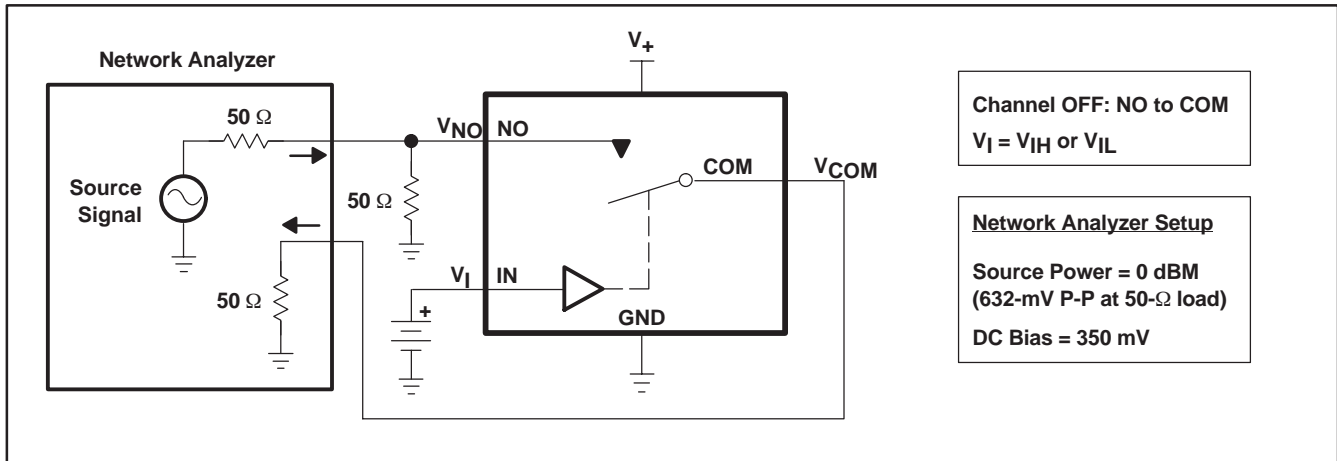 Network Analyzer
50 Ω
Source
Signal
50 Ω
50 Ω
V+
VNO
NO
COM
VCOM
VI
IN
+
GND
Channel OFF: NO to COM
VI = VIH or VIL
Network Analyzer Setup
Source Power = 0 dBM
(632-mV P-P at 50-Ω load)
DC Bias = 350 mV